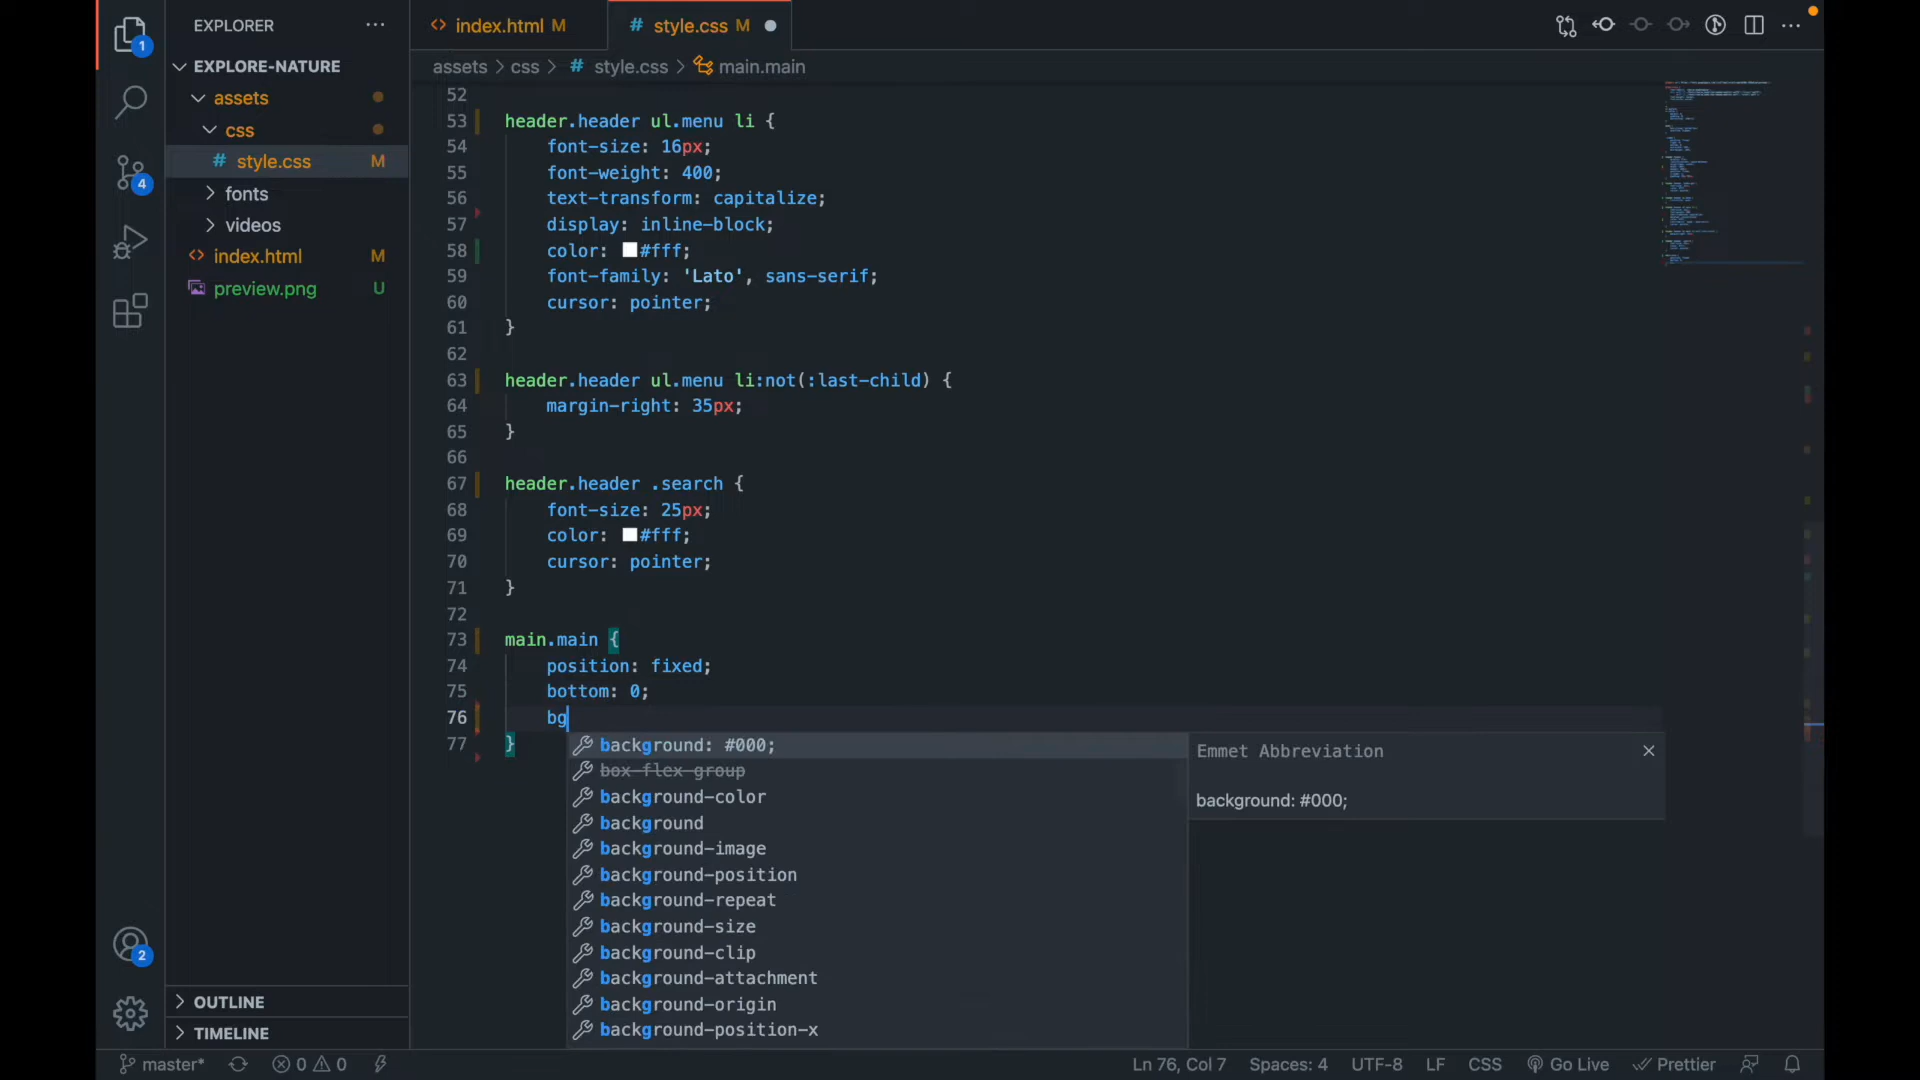 EXPLORER
EXPLORE-NATURE
assets
css
style.css M
fonts
videos
index.html M
preview.png U
OUTLINE
TIMELINE
1
4
2
index.html M
style.css M
assets > css > # style.css > main.main
52
53 header.header ul.menu li {
54 font-size: 16px;
55 font-weight: 400;
56 text-transform: capitalize;
57 display: inline-block;
58 color: #fff;
59 font-family: 'Lato', sans-serif;
60 cursor: pointer;
61 }
62
63 header.header ul.menu li:not(:last-child) {
64 margin-right: 35px;
65 }
66
67 header.header .search {
68 font-size: 25px;
69 color: #fff;
70 cursor: pointer;
71 }
72
73 main.main {
74 position: fixed;
75 bottom: 0;
76 bg
77 }
background: #000;
box-flex-group
background-color
background
background-image
background-position
background-repeat
background-size
background-clip
background-attachment
background-origin
background-position-x
Emmet Abbreviation
background: #000;
master* 0 0 Ln 76, Col 7 Spaces: 4 UTF-8 LF CSS Go Live Prettier